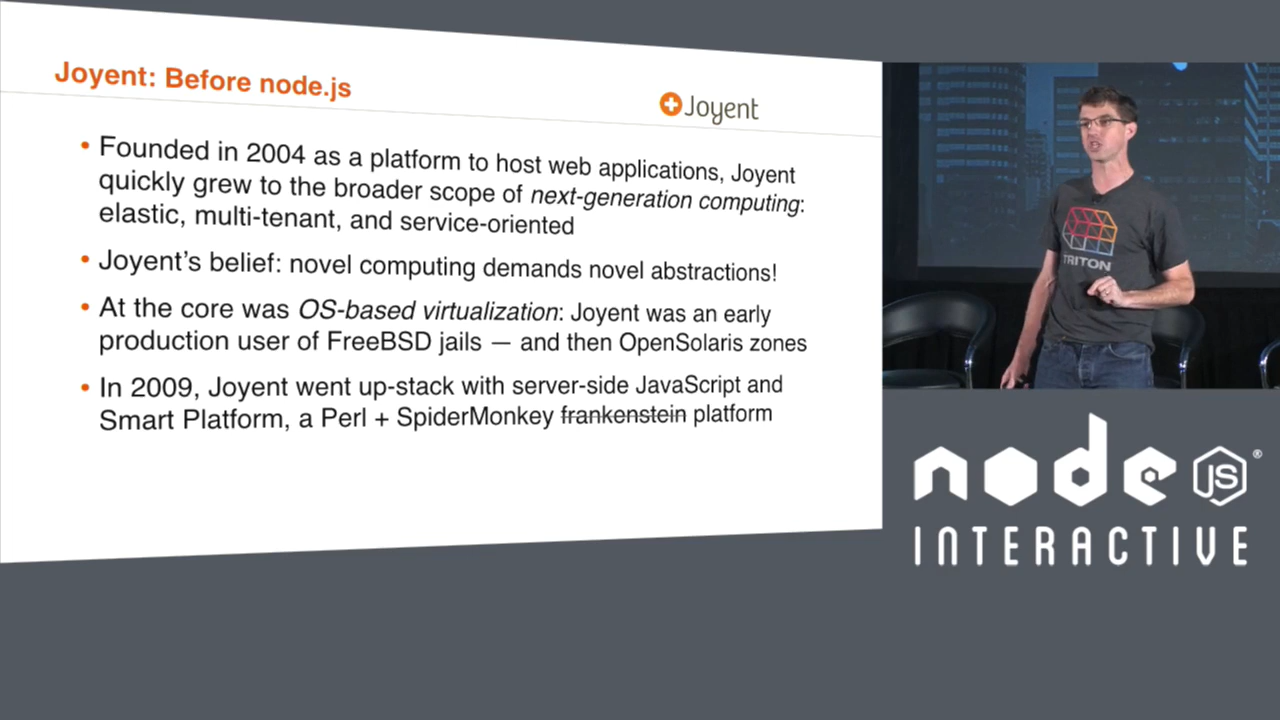 Joyent: Before node.js
Joyent
• Founded in 2004 as a platform to host web applications, Joyent
quickly grew to the broader scope of next-generation computing:
elastic, multi-tenant, and service-oriented
• Joyent’s belief: novel computing demands novel abstractions!
• At the core was OS-based virtualization: Joyent was an early
production user of FreeBSD jails — and then OpenSolaris zones
• In 2009, Joyent went up-stack with server-side JavaScript and
Smart Platform, a Perl + SpiderMonkey frankenstein platform
TRITON
node JS ®
INTERACTIVE